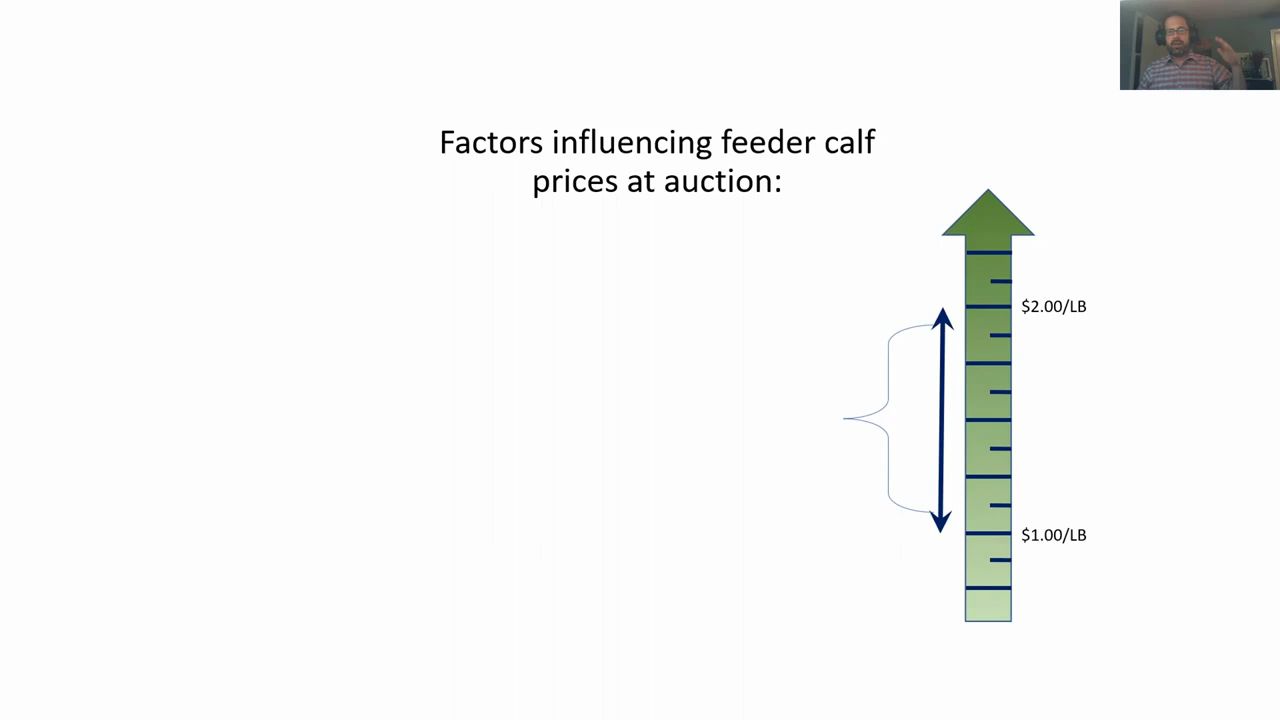 Factors influencing feeder calf
prices at auction:
$2.00/LB
$1.00/LB